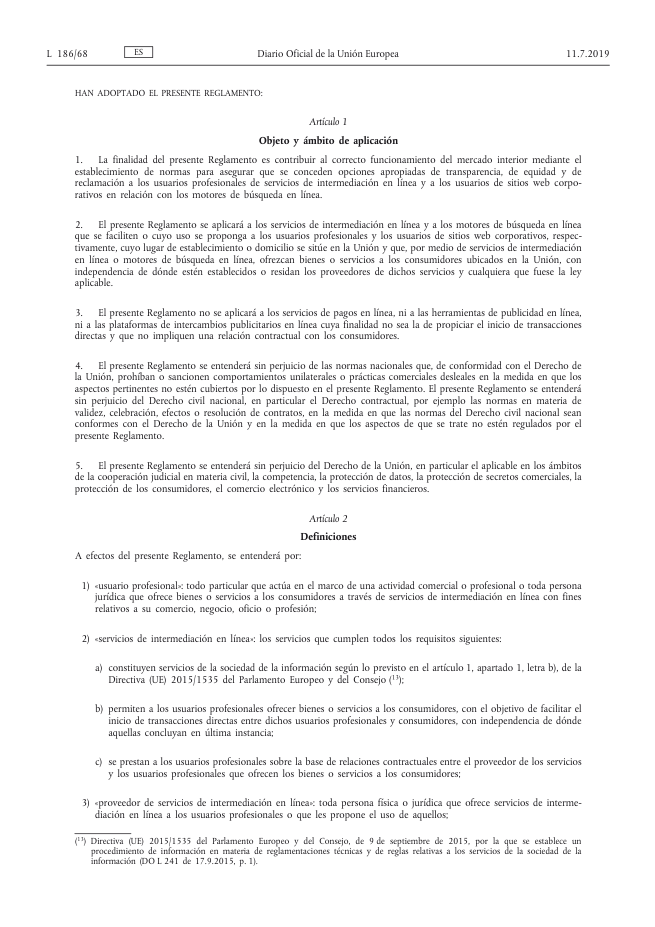 L 186/68
ES
Diario Oficial de la Unión Europea
11.7.2019
HAN ADOPTADO EL PRESENTE REGLAMENTO:
Artículo 1
Objeto y ámbito de aplicación
1. La finalidad del presente Reglamento es contribuir al correcto funcionamiento del mercado interior mediante el
establecimiento de normas para asegurar que se conceden opciones apropiadas de transparencia, de equidad y de
reclamación a los usuarios profesionales de servicios de intermediación en línea y a los usuarios de sitios web corpo-
rativos en relación con los motores de búsqueda en línea.
2. El presente Reglamento se aplicará a los servicios de intermediación en línea y a los motores de búsqueda en línea
que se faciliten o cuyo uso se proponga a los usuarios profesionales y los usuarios de sitios web corporativos, respec-
tivamente, cuyo lugar de establecimiento o domicilio se sitúe en la Unión y que, por medio de servicios de intermediación
en línea o motores de búsqueda en línea, ofrezcan bienes o servicios a los consumidores ubicados en la Unión, con
independencia de dónde estén establecidos o residan los proveedores de dichos servicios y cualquiera que fuese la ley
aplicable.
3. El presente Reglamento no se aplicará a los servicios de pagos en línea, ni a las herramientas de publicidad en línea,
ni a las plataformas de intercambios publicitarios en línea cuya finalidad no sea la de propiciar el inicio de transacciones
directas y que no impliquen una relación contractual con los consumidores.
4. El presente Reglamento se entenderá sin perjuicio de las normas nacionales que, de conformidad con el Derecho de
la Unión, prohíban o sancionen comportamientos unilaterales o prácticas comerciales desleales en la medida en que los
aspectos pertinentes no estén cubiertos por lo dispuesto en el presente Reglamento. El presente Reglamento se entenderá
sin perjuicio del Derecho civil nacional, en particular el Derecho contractual, por ejemplo las normas en materia de
validez, celebración, efectos o resolución de contratos, en la medida en que las normas del Derecho civil nacional sean
conformes con el Derecho de la Unión y en la medida en que los aspectos de que se trate no estén regulados por el
presente Reglamento.
5. El presente Reglamento se entenderá sin perjuicio del Derecho de la Unión, en particular el aplicable en los ámbitos
de la cooperación judicial en materia civil, la competencia, la protección de datos, la protección de secretos comerciales, la
protección de los consumidores, el comercio electrónico y los servicios financieros.
Artículo 2
Definiciones
A efectos del presente Reglamento, se entenderá por:
1) «usuario profesional»: todo particular que actúa en el marco de una actividad comercial o profesional o toda persona
jurídica que ofrece bienes o servicios a los consumidores a través de servicios de intermediación en línea con fines
relativos a su comercio, negocio, oficio o profesión;
2) «servicios de intermediación en línea»: los servicios que cumplen todos los requisitos siguientes:
a) constituyen servicios de la sociedad de la información según lo previsto en el artículo 1, apartado 1, letra b), de la
Directiva (UE) 2015/1535 del Parlamento Europeo y del Consejo (13);
b) permiten a los usuarios profesionales ofrecer bienes o servicios a los consumidores, con el objetivo de facilitar el
inicio de transacciones directas entre dichos usuarios profesionales y consumidores, con independencia de dónde
aquellas concluyan en última instancia;
c) se prestan a los usuarios profesionales sobre la base de relaciones contractuales entre el proveedor de los servicios
y los usuarios profesionales que ofrecen los bienes o servicios a los consumidores;
3) «proveedor de servicios de intermediación en línea»: toda persona física o jurídica que ofrece servicios de interme-
diación en línea a los usuarios profesionales o que les propone el uso de aquellos;
(13) Directiva (UE) 2015/1535 del Parlamento Europeo y del Consejo, de 9 de septiembre de 2015, por la que se establece un
procedimiento de información en materia de reglamentaciones técnicas y de reglas relativas a los servicios de la sociedad de la
información (DO L 241 de 17.9.2015, p. 1).